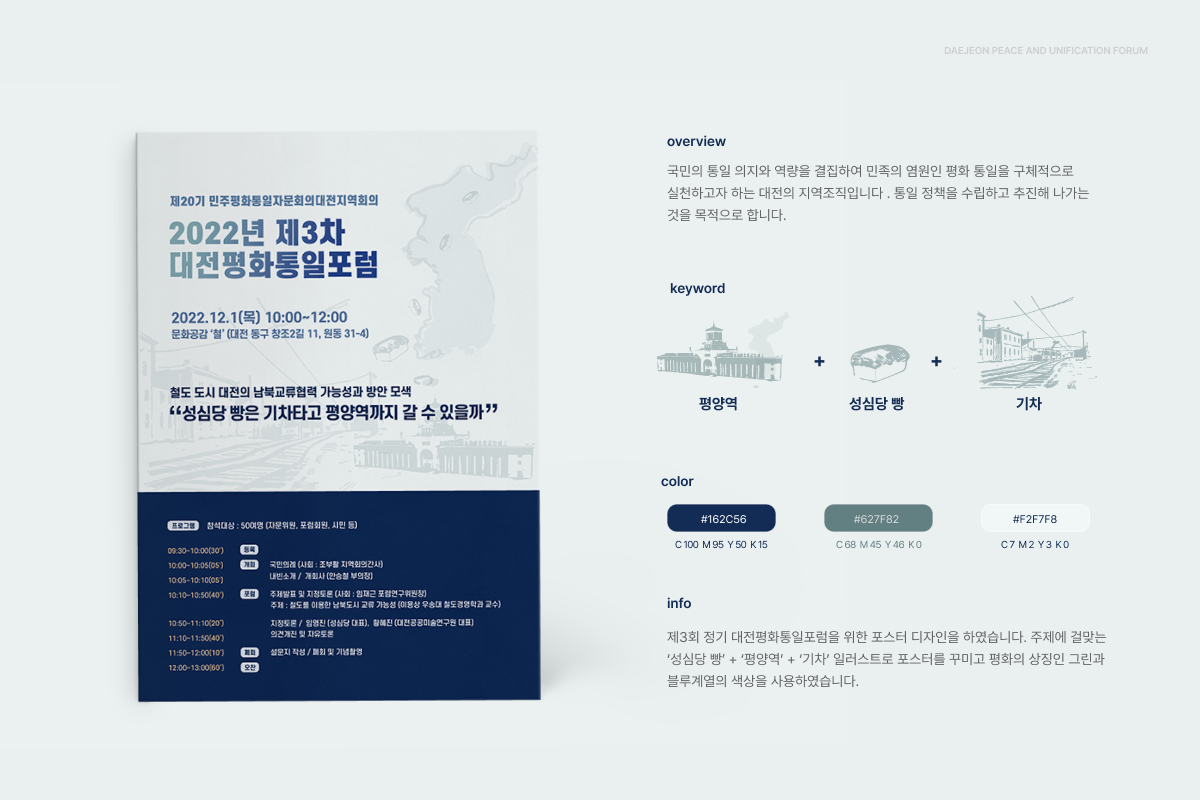 DAEJEON PEACE AND UNIFICATION FORUM
제20기 민주평화통일자문회의대전지역회의
2022년 제3차
대전평화통일포럼
2022.12.1(목) 10:00~12:00
문화공감 ‘철’ (대전 동구 창조2길 11, 원동 31-4)
철도 도시 대전의 남북교류협력 가능성과 방안 모색
“성심당 빵은 기차타고 평양역까지 갈 수 있을까”
프로그램 참석대상 : 50여명 (자문위원, 포럼회원, 시민 등)
09:30~10:00(30') 등록
10:00~10:05(05') 개회 국민의례 (사회 : 조부활 지역회의간사)
10:05~10:10(05') 내빈소개 / 개회사 (안승철 부의장)
10:10~10:50(40') 포럼 주제발표 및 지정토론 (사회 : 임재근 포럼연구위원장)
주제 : 철도를 이용한 남북도시 교류 가능성 (이용상 우송대 철도경영학과 교수)
10:50~11:10(20') 지정토론 / 임영진 (성심당 대표), 황혜진 (대전공공미술연구원 대표)
11:10~11:50(40') 의견개진 및 자유토론
11:50~12:00(10') 폐회 설문지 작성 / 폐회 및 기념촬영
12:00~13:00(60') 오찬
overview
국민의 통일 의지와 역량을 결집하여 민족의 염원인 평화 통일을 구체적으로
실천하고자 하는 대전의 지역조직입니다 . 통일 정책을 수립하고 추진해 나가는
것을 목적으로 합니다.
keyword
+ +
평양역 성심당 빵 기차
color
#162C56 #627F82 #F2F7F8
C100 M95 Y50 K15 C68 M45 Y46 K0 C7 M2 Y3 K0
info
제3회 정기 대전평화통일포럼을 위한 포스터 디자인을 하였습니다. 주제에 걸맞는
‘성심당 빵’ + ‘평양역’ + ‘기차’ 일러스트로 포스터를 꾸미고 평화의 상징인 그린과
블루계열의 색상을 사용하였습니다.